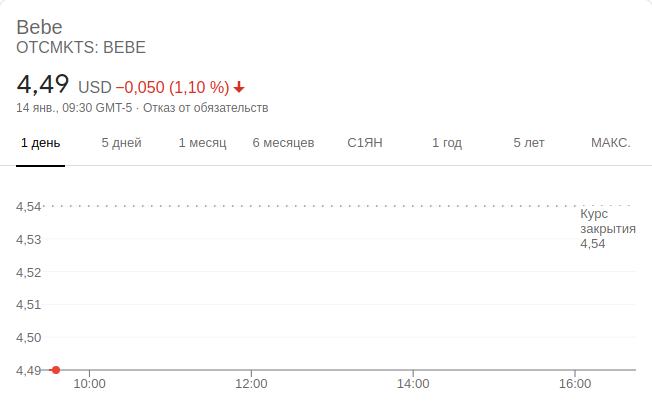 Bebe
OTCMKTS: BEBE
4,49 USD −0,050 (1,10 %)
14 янв., 09:30 GMT-5 · Отказ от обязательств
1 день 5 дней 1 месяц 6 месяцев С1ЯН 1 год 5 лет МАКС.
4,54
Курс
закрытия
4,54
4,53
4,52
4,51
4,50
4,49
10:00 12:00 14:00 16:00